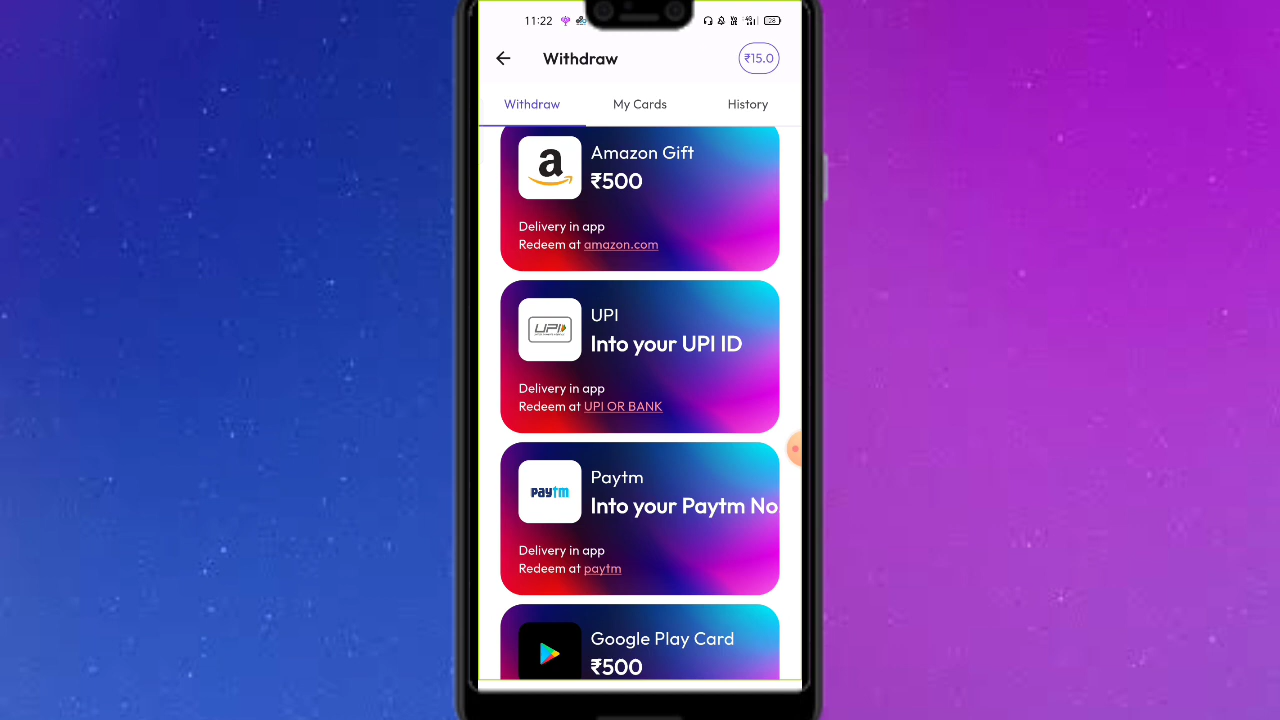 11:22
Withdraw
₹15.0
Withdraw
My Cards
History
a
Amazon Gift
₹500
Delivery in app
Redeem at amazon.com
UPI
UPI
Into your UPI ID
Delivery in app
Redeem at UPI OR BANK
paytm
Paytm
Into your Paytm No
Delivery in app
Redeem at paytm
Google Play Card
₹500